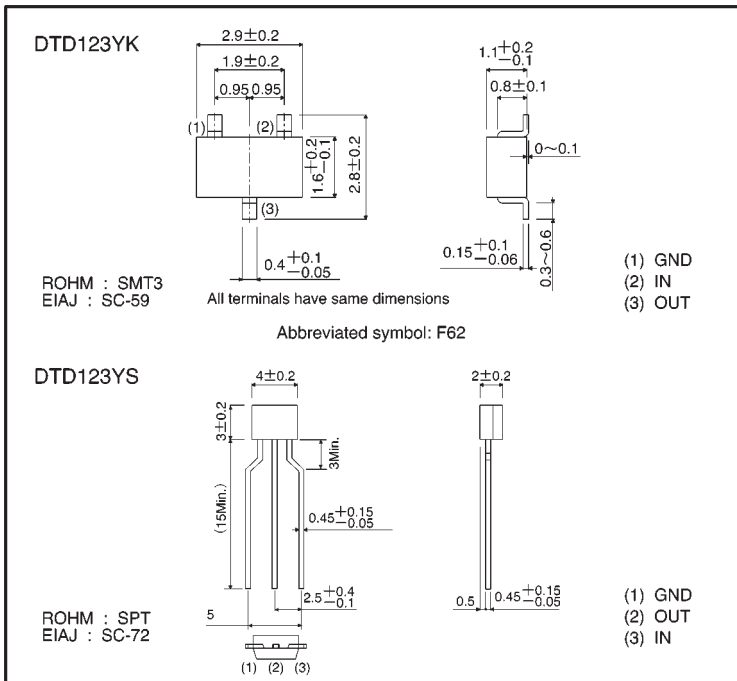 DTD123YK
2.9±0.2
1.9±0.2
0.95 0.95
(1) (2)
(3)
1.6 +0.2 −0.1
2.8±0.2
0.4 +0.1 −0.05
1.1 +0.2 −0.1
0.8±0.1
0~0.1
0.15 +0.1 −0.06
0.3~0.6
(1) GND
(2) IN
(3) OUT
ROHM : SMT3
EIAJ : SC-59
All terminals have same dimensions
Abbreviated symbol: F62
DTD123YS
4±0.2
3±0.2
3Min.
(15Min.)
0.45 +0.15 −0.05
2.5 +0.4 −0.1
5
(1) (2) (3)
2±0.2
0.5
0.45 +0.15 −0.05
ROHM : SPT
EIAJ : SC-72
(1) GND
(2) OUT
(3) IN